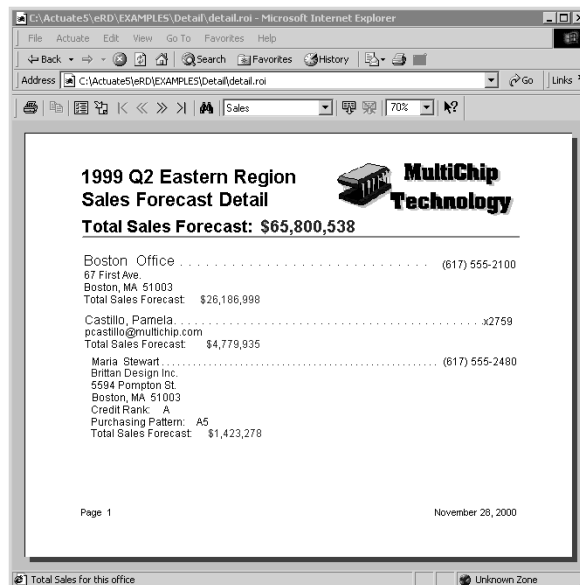 C:\Actuate5\eRD\EXAMPLES\Detail\detail.roi - Microsoft Internet Explorer
File Actuate Edit View Go To Favorites Help
Back Search Favorites History
Address C:\Actuate5\eRD\EXAMPLES\Detail\detail.roi Go Links
Sales 70%
1999 Q2 Eastern Region
Sales Forecast Detail
MultiChip
Technology
Total Sales Forecast: $65,800,538
Boston Office . . . . . . . . . . . . . . . . . . . . . . . . . . . . . . (617) 555-2100
67 First Ave.
Boston, MA 51003
Total Sales Forecast: $26,186,998
Castillo, Pamela. . . . . . . . . . . . . . . . . . . . . . . . . . . . . . x2759
pcastillo@multichip.com
Total Sales Forecast: $4,779,935
Maria Stewart . . . . . . . . . . . . . . . . . . . . . . . . . . . . . . (617) 555-2480
Brittan Design Inc.
5594 Pompton St.
Boston, MA 51003
Credit Rank: A
Purchasing Pattern: A5
Total Sales Forecast: $1,423,278
Page 1 November 28, 2000
Total Sales for this office Unknown Zone